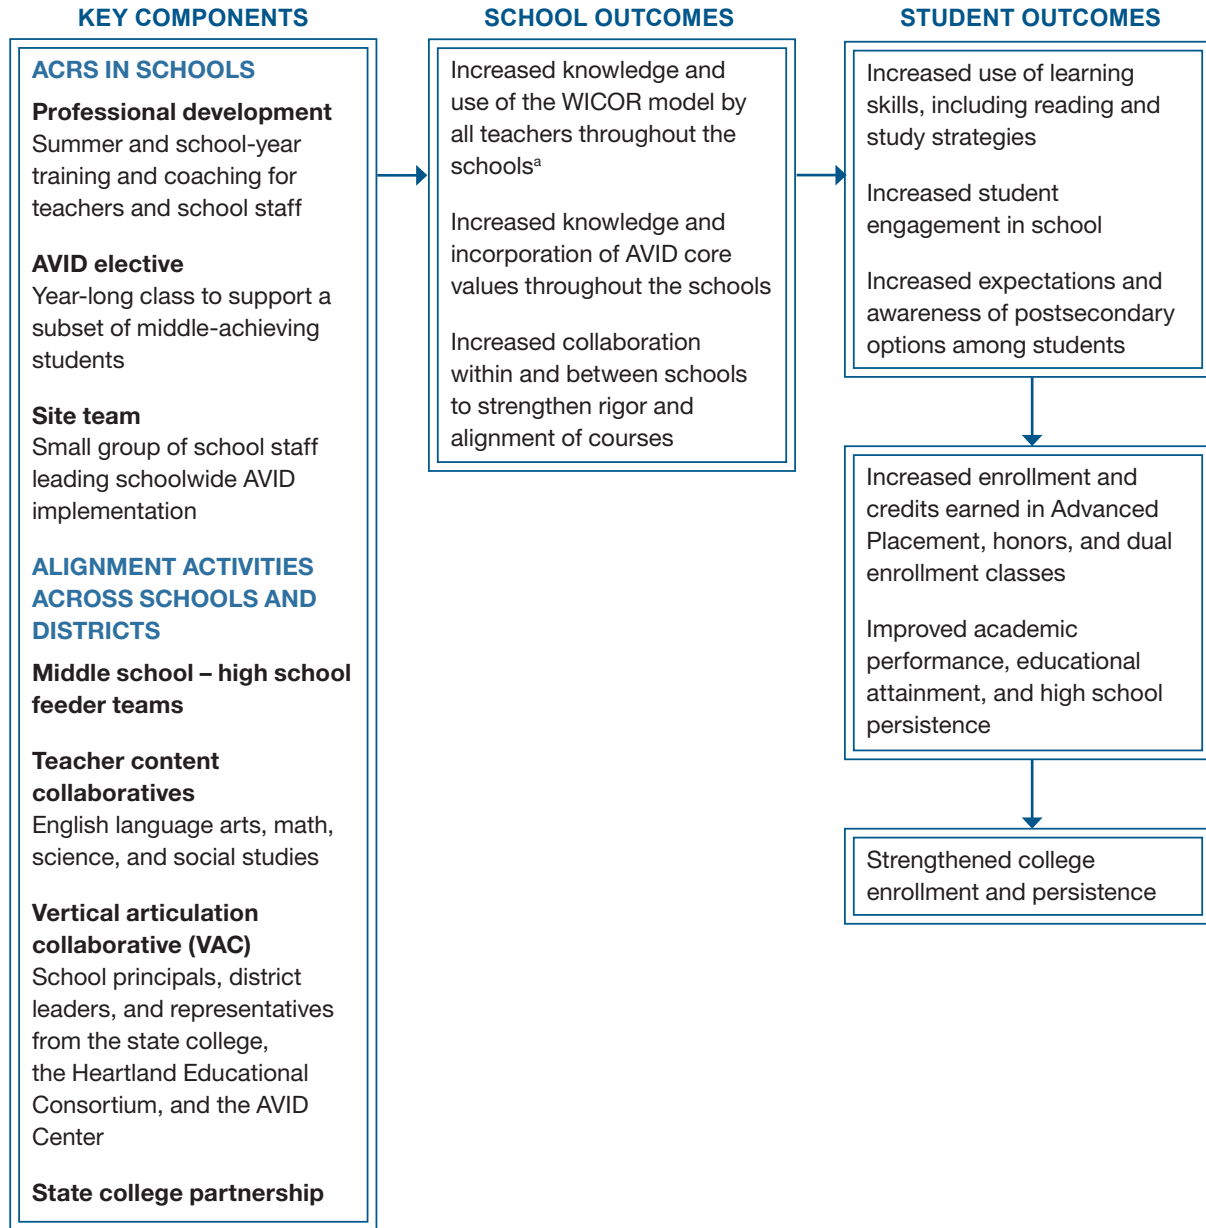 KEY COMPONENTS
ACRS IN SCHOOLS
Professional development
Summer and school-year
training and coaching for
teachers and school staff
AVID elective
Year-long class to support a
subset of middle-achieving
students
Site team
Small group of school staff
leading schoolwide AVID
implementation
ALIGNMENT ACTIVITIES
ACROSS SCHOOLS AND
DISTRICTS
Middle school – high school
feeder teams
Teacher content
collaboratives
English language arts, math,
science, and social studies
Vertical articulation
collaborative (VAC)
School principals, district
leaders, and representatives
from the state college,
the Heartland Educational
Consortium, and the AVID
Center
State college partnership
SCHOOL OUTCOMES
Increased knowledge and
use of the WICOR model by
all teachers throughout the
schoolsᵃ
Increased knowledge and
incorporation of AVID core
values throughout the schools
Increased collaboration
within and between schools
to strengthen rigor and
alignment of courses
STUDENT OUTCOMES
Increased use of learning
skills, including reading and
study strategies
Increased student
engagement in school
Increased expectations and
awareness of postsecondary
options among students
Increased enrollment and
credits earned in Advanced
Placement, honors, and dual
enrollment classes
Improved academic
performance, educational
attainment, and high school
persistence
Strengthened college
enrollment and persistence